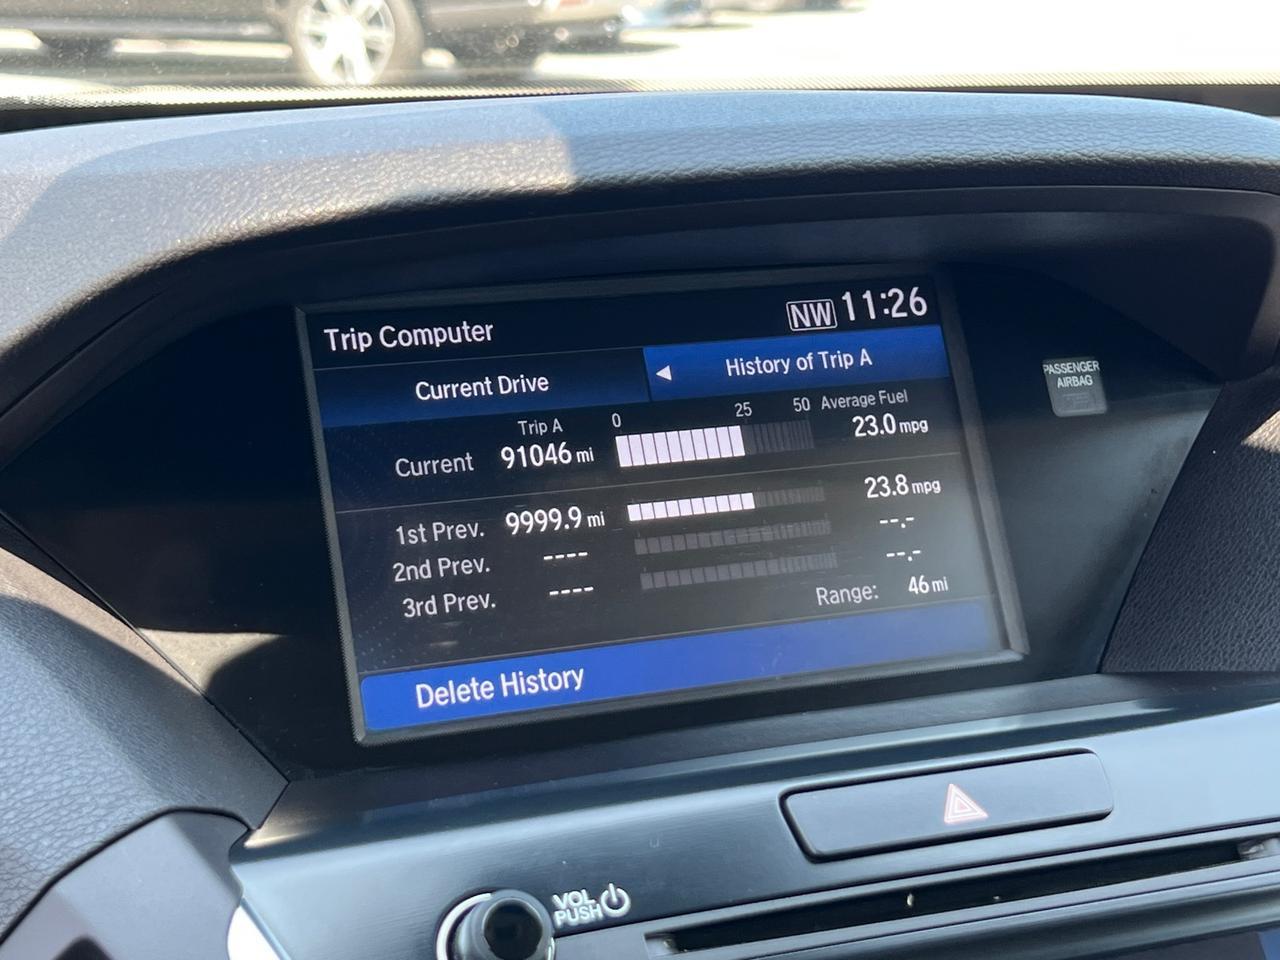 Trip Computer NW 11:26
Current Drive ◄ History of Trip A
Trip A 0 25 50 Average Fuel
Current 91046 mi 23.0 mpg
1st Prev. 9999.9 mi 23.8 mpg
2nd Prev. ---- --.-
3rd Prev. ---- --.-
Range: 46 mi
Delete History
PASSENGER
AIRBAG
VOL
PUSH